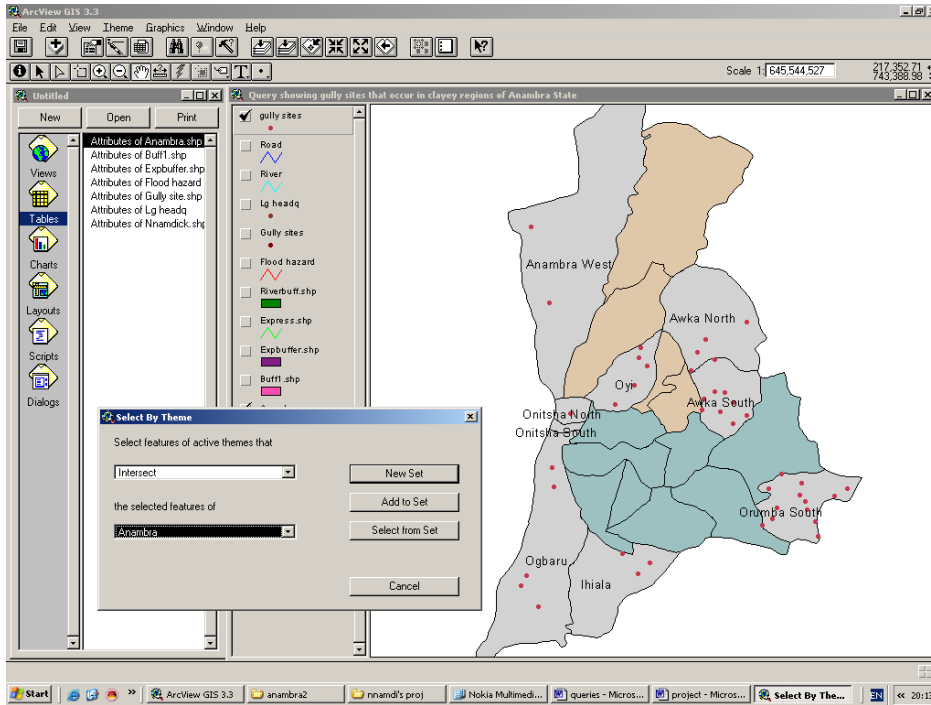 ArcView GIS 3.3
File Edit View Theme Graphics Window Help
Scale 1: 645,544,527
217,352.71
743,388.98
Untitled
New Open Print
Views
Tables
Charts
Layouts
Scripts
Dialogs
Attributes of Anambra.shp
Attributes of Buff1.shp
Attributes of Expbuffer.shp
Attributes of Flood hazard
Attributes of Gully site.shp
Attributes of Lg headq
Attributes of Nnamdick.shp
Query showing gully sites that occur in clayey regions of Anambra State
gully sites
Road
River
Lg headq
Gully sites
Flood hazard
Riverbuff.shp
Express.shp
Expbuffer.shp
Buff1.shp
Anambra West
Awka North
Oyi
Awka South
Onitsha North
Onitsha South
Orumba South
Ogbaru
Ihiala
Select By Theme
Select features of active themes that
Intersect
the selected features of
Anambra
New Set
Add to Set
Select from Set
Cancel
Start
»
ArcView GIS 3.3
anambra2
nnamdi's proj
Nokia Multimedi...
queries - Micros...
project - Micros...
Select By The...
EN
« 20:13